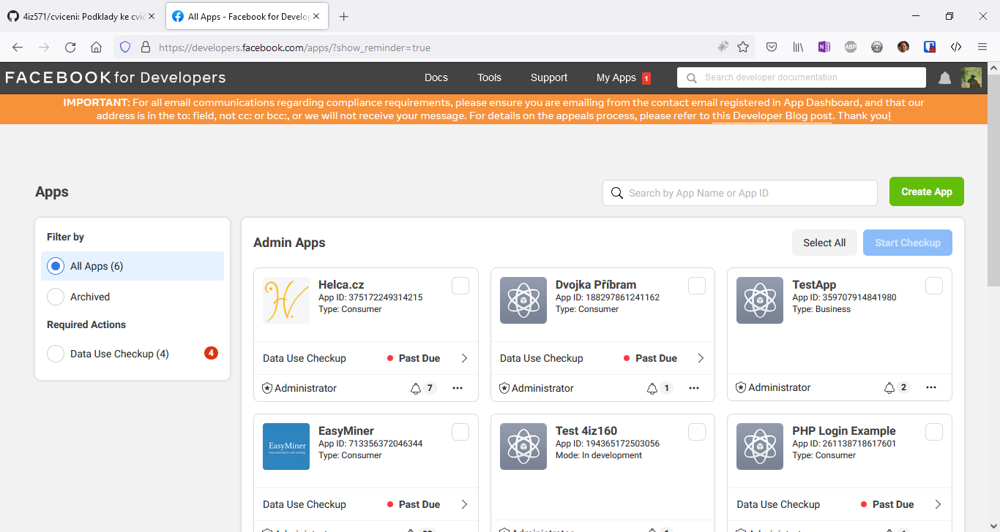 4iz571/cviceni: Podklady ke cvič
All Apps - Facebook for Develop
https://developers.facebook.com/apps/?show_reminder=true
ABP
FACEBOOK for Developers
Docs
Tools
Support
My Apps 1
Search developer documentation
IMPORTANT: For all email communications regarding compliance requirements, please ensure you are emailing from the contact email registered in App Dashboard, and that our
address is in the to: field, not cc: or bcc:, or we will not receive your message. For details on the appeals process, please refer to this Developer Blog post. Thank you!
Apps
Search by App Name or App ID
Create App
Filter by
All Apps (6)
Archived
Required Actions
Data Use Checkup (4) 4
Admin Apps
Select All
Start Checkup
Helca.cz
App ID: 375172249314215
Type: Consumer
Data Use Checkup Past Due
Administrator 7
Dvojka Příbram
App ID: 188297861241162
Type: Consumer
Data Use Checkup Past Due
Administrator 1
TestApp
App ID: 359707914841980
Type: Business
Administrator 2
EasyMiner
easy association rule mining
EasyMiner
App ID: 713356372046344
Type: Consumer
Data Use Checkup Past Due
Test 4iz160
App ID: 194365172503056
Mode: In development
PHP Login Example
App ID: 261138718617601
Type: Consumer
Data Use Checkup Past Due